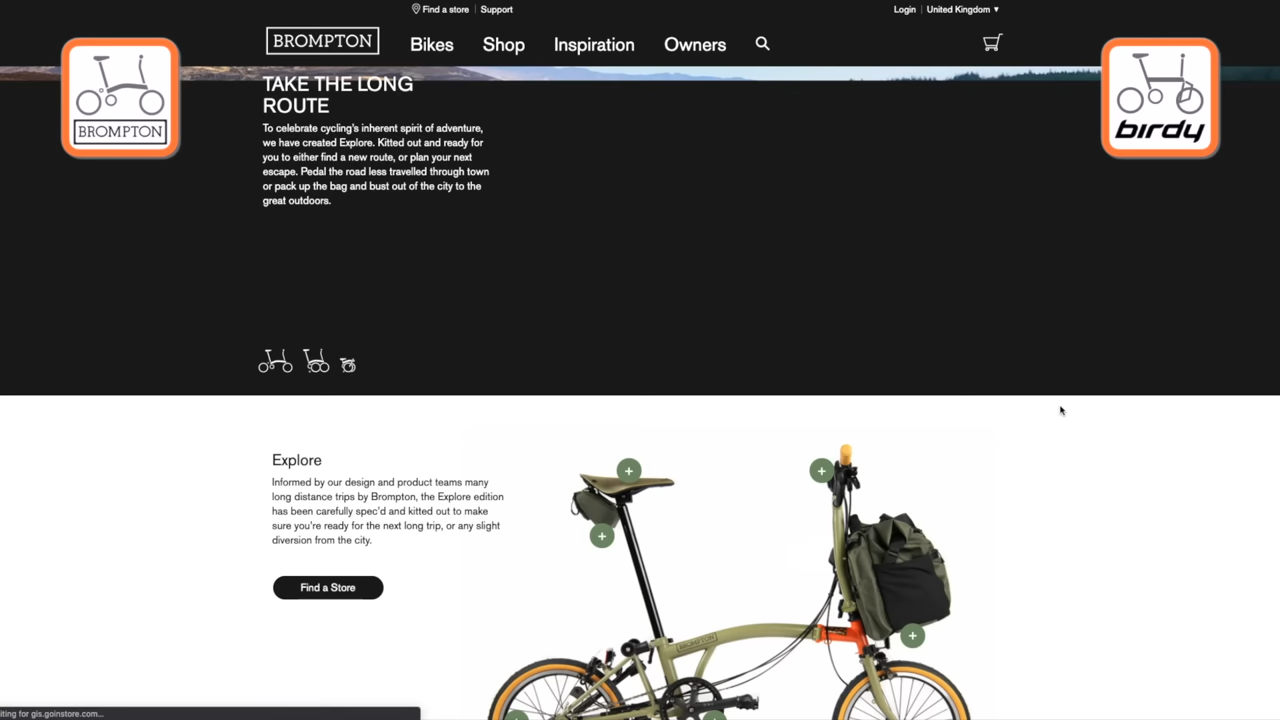 Find a store
Support
Login
United Kingdom ▼
BROMPTON
Bikes
Shop
Inspiration
Owners
BROMPTON
birdy
TAKE THE LONG
ROUTE
To celebrate cycling's inherent spirit of adventure,
we have created Explore. Kitted out and ready for
you to either find a new route, or plan your next
escape. Pedal the road less travelled through town
or pack up the bag and bust out of the city to the
great outdoors.
Explore
Informed by our design and product teams many
long distance trips by Brompton, the Explore edition
has been carefully spec'd and kitted out to make
sure you're ready for the next long trip, or any slight
diversion from the city.
Find a Store
BROMPTON
iting for gis.goinstore.com...